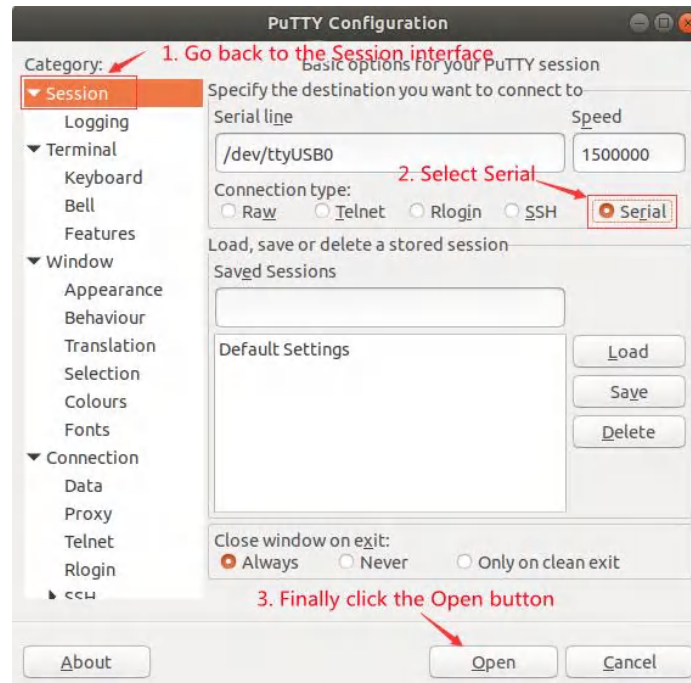 PuTTY Configuration
1. Go back to the Session interface
Category:
Basic options for your PuTTY session
Session
Logging
Terminal
Keyboard
Bell
Features
Window
Appearance
Behaviour
Translation
Selection
Colours
Fonts
Connection
Data
Proxy
Telnet
Rlogin
SSH
Specify the destination you want to connect to
Serial line
Speed
/dev/ttyUSB0
1500000
2. Select Serial
Connection type:
Raw Telnet Rlogin SSH Serial
Load, save or delete a stored session
Saved Sessions
Default Settings
Load
Save
Delete
Close window on exit:
Always Never Only on clean exit
3. Finally click the Open button
About
Open
Cancel